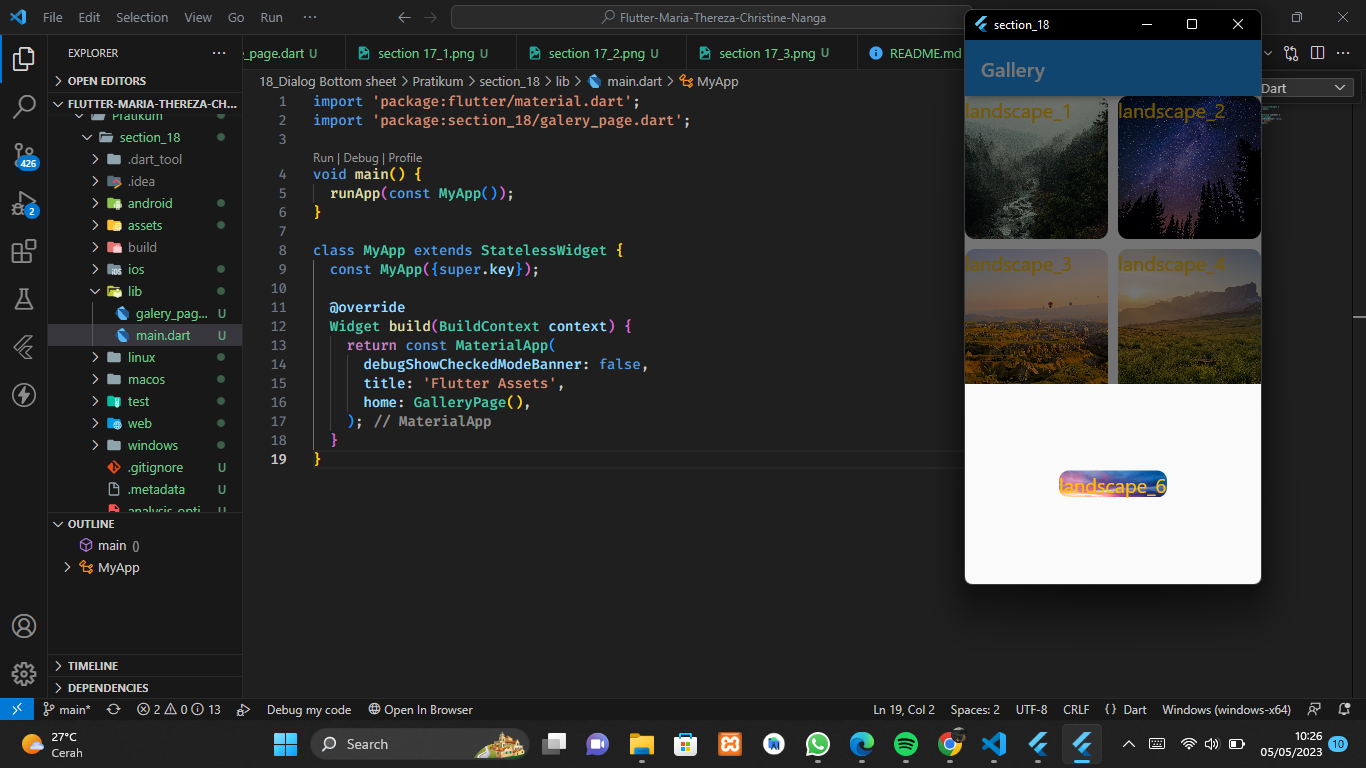 File Edit Selection View Go Run ···
Flutter-Maria-Thereza-Christine-Nanga
EXPLORER
_page.dart U
section 17_1.png U
section 17_2.png U
section 17_3.png U
README.md
OPEN EDITORS
FLUTTER-MARIA-THEREZA-CH...
Pratikum
section_18
.dart_tool
.idea
android
assets
build
ios
lib
galery_pag... U
main.dart U
linux
macos
test
web
windows
.gitignore U
.metadata U
analysis_opti... U
OUTLINE
main ()
MyApp
TIMELINE
DEPENDENCIES
426
2
18_Dialog Bottom sheet > Pratikum > section_18 > lib > main.dart > MyApp
1 import 'package:flutter/material.dart';
2 import 'package:section_18/galery_page.dart';
3
Run | Debug | Profile
4 void main() {
5 runApp(const MyApp());
6 }
7
8 class MyApp extends StatelessWidget {
9 const MyApp({super.key});
10
11 @override
12 Widget build(BuildContext context) {
13 return const MaterialApp(
14 debugShowCheckedModeBanner: false,
15 title: 'Flutter Assets',
16 home: GalleryPage(),
17 ); // MaterialApp
18 }
19 }
section_18
Gallery
landscape_1
landscape_2
landscape_3
landscape_4
landscape_6
Dart
main* 2 0 13 Debug my code Open In Browser
Ln 19, Col 2 Spaces: 2 UTF-8 CRLF {} Dart Windows (windows-x64)
27°C
Cerah
Search
10:26
05/05/2023
10